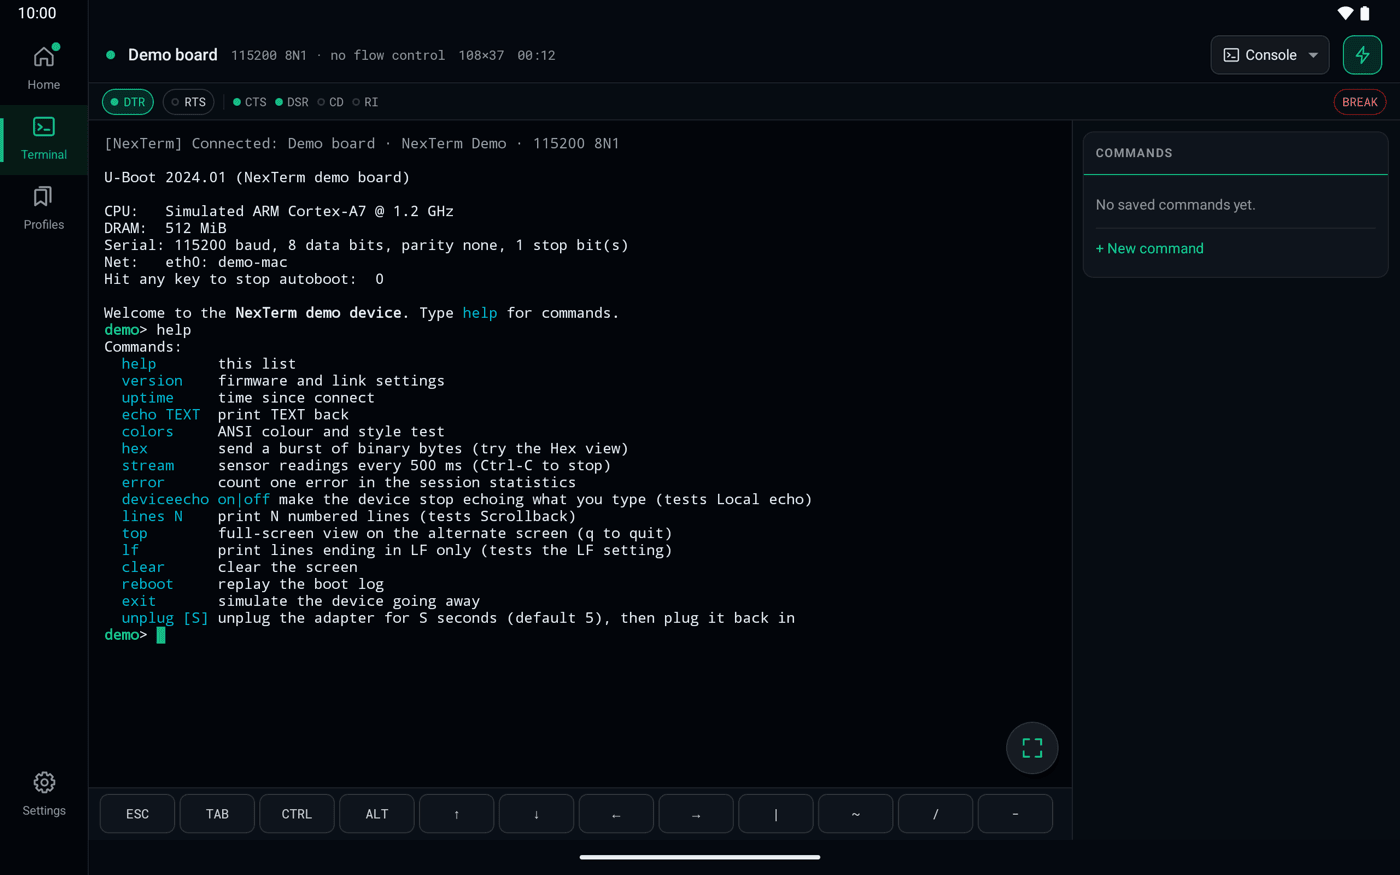 10:00
Home
Terminal
Profiles
Settings
Demo board 115200 8N1 · no flow control 108×37 00:12
Console
DTR RTS CTS DSR CD RI
BREAK
[NexTerm] Connected: Demo board · NexTerm Demo · 115200 8N1
U-Boot 2024.01 (NexTerm demo board)
CPU:   Simulated ARM Cortex-A7 @ 1.2 GHz
DRAM:  512 MiB
Serial: 115200 baud, 8 data bits, parity none, 1 stop bit(s)
Net:   eth0: demo-mac
Hit any key to stop autoboot:  0
Welcome to the NexTerm demo device. Type help for commands.
demo> help
Commands:
  help       this list
  version    firmware and link settings
  uptime     time since connect
  echo TEXT  print TEXT back
  colors     ANSI colour and style test
  hex        send a burst of binary bytes (try the Hex view)
  stream     sensor readings every 500 ms (Ctrl-C to stop)
  error      count one error in the session statistics
  deviceecho on|off make the device stop echoing what you type (tests Local echo)
  lines N    print N numbered lines (tests Scrollback)
  top        full-screen view on the alternate screen (q to quit)
  lf         print lines ending in LF only (tests the LF setting)
  clear      clear the screen
  reboot     replay the boot log
  exit       simulate the device going away
  unplug [S] unplug the adapter for S seconds (default 5), then plug it back in
demo>
COMMANDS
No saved commands yet.
+ New command
ESC TAB CTRL ALT ↑ ↓ ← → | ~ / -